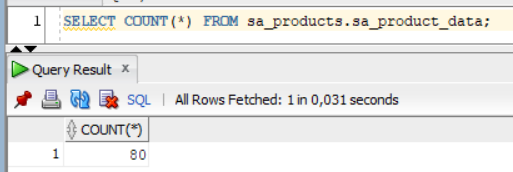 1 SELECT COUNT(*) FROM sa_products.sa_product_data;
Query Result x
SQL | All Rows Fetched: 1 in 0,031 seconds
COUNT(*)
1 80